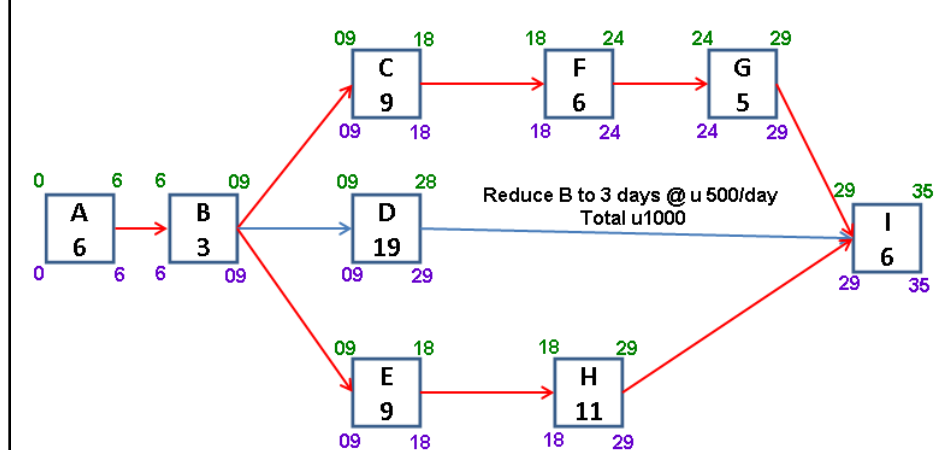 09 18 18 24 24 29
C F G
9 6 5
09 18 18 24 24 29
0 6 6 09 09 28
Reduce B to 3 days @ u 500/day
Total u1000
29 35
A B D I
6 3 19 6
0 6 6 09 09 29
29 35
09 18 18 29
E H
9 11
09 18 18 29